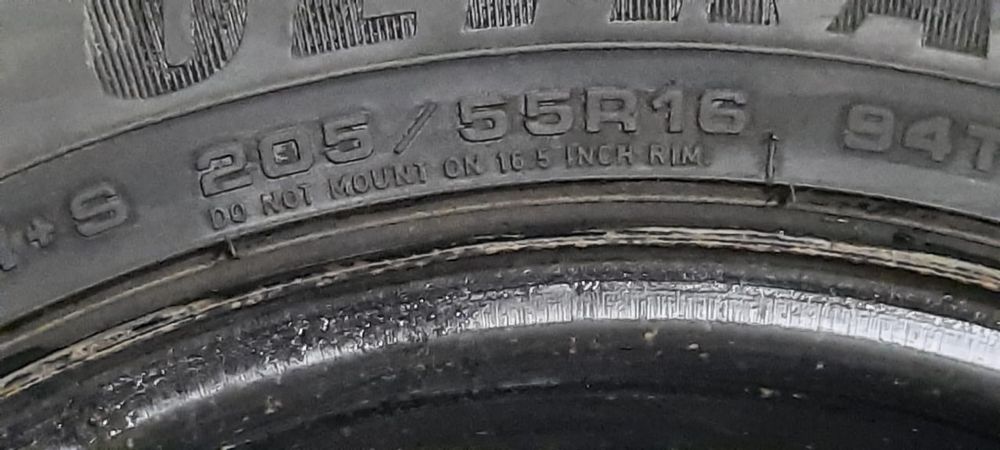 +S 205/55R16 94T
DO NOT MOUNT ON 16.5 INCH RIM.